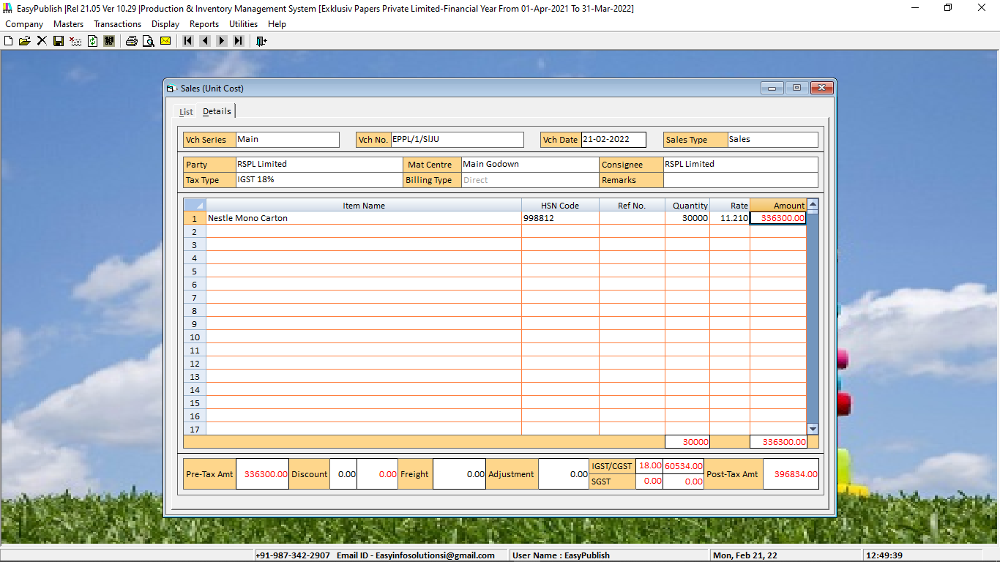 EasyPublish |Rel 21.05 Ver 10.29 |Production & Inventory Management System [Exklusiv Papers Private Limited-Financial Year From 01-Apr-2021 To 31-Mar-2022]
Company Masters Transactions Display Reports Utilities Help
Sales (Unit Cost)
List Details
Vch Series Main Vch No. EPPL/1/SlJU Vch Date 21-02-2022 Sales Type Sales
Party RSPL Limited Mat Centre Main Godown Consignee RSPL Limited
Tax Type IGST 18% Billing Type Direct Remarks
Item Name HSN Code Ref No. Quantity Rate Amount
1 Nestle Mono Carton 998812 30000 11.210 336300.00
2
3
4
5
6
7
8
9
10
11
12
13
14
15
16
17
30000 336300.00
Pre-Tax Amt 336300.00 Discount 0.00 0.00 Freight 0.00 Adjustment 0.00 IGST/CGST 18.00 60534.00 Post-Tax Amt 396834.00
SGST 0.00 0.00
+91-987-342-2907 Email ID - Easyinfosolutionsi@gmail.com User Name : EasyPublish Mon, Feb 21, 22 12:49:39